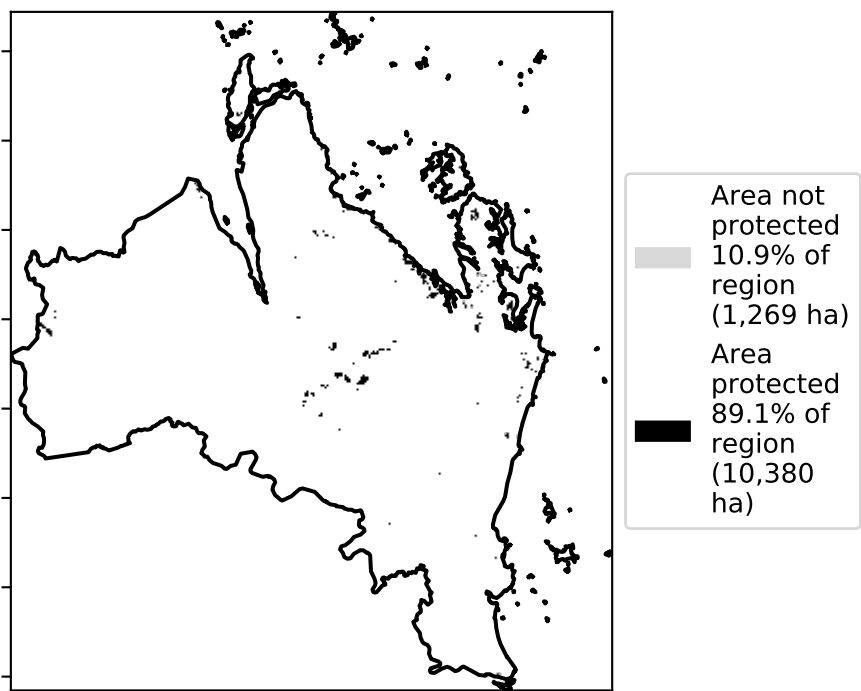 Area not
protected
10.9% of
region
(1,269 ha)
Area
protected
89.1% of
region
(10,380
ha)